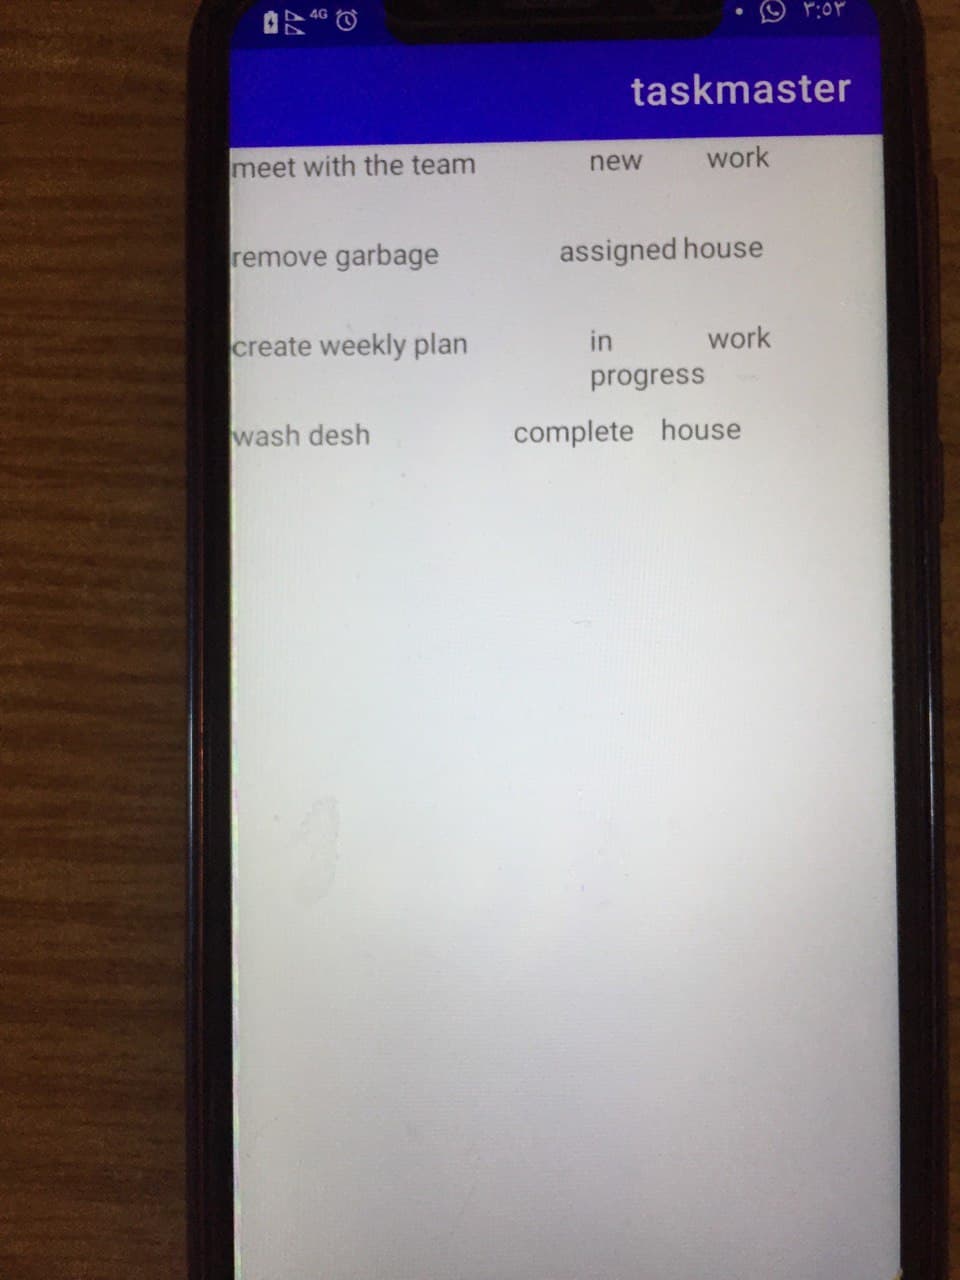 4G ٣:٥٣
taskmaster
meet with the team new work
remove garbage assigned house
create weekly plan in work
progress
wash desh complete house